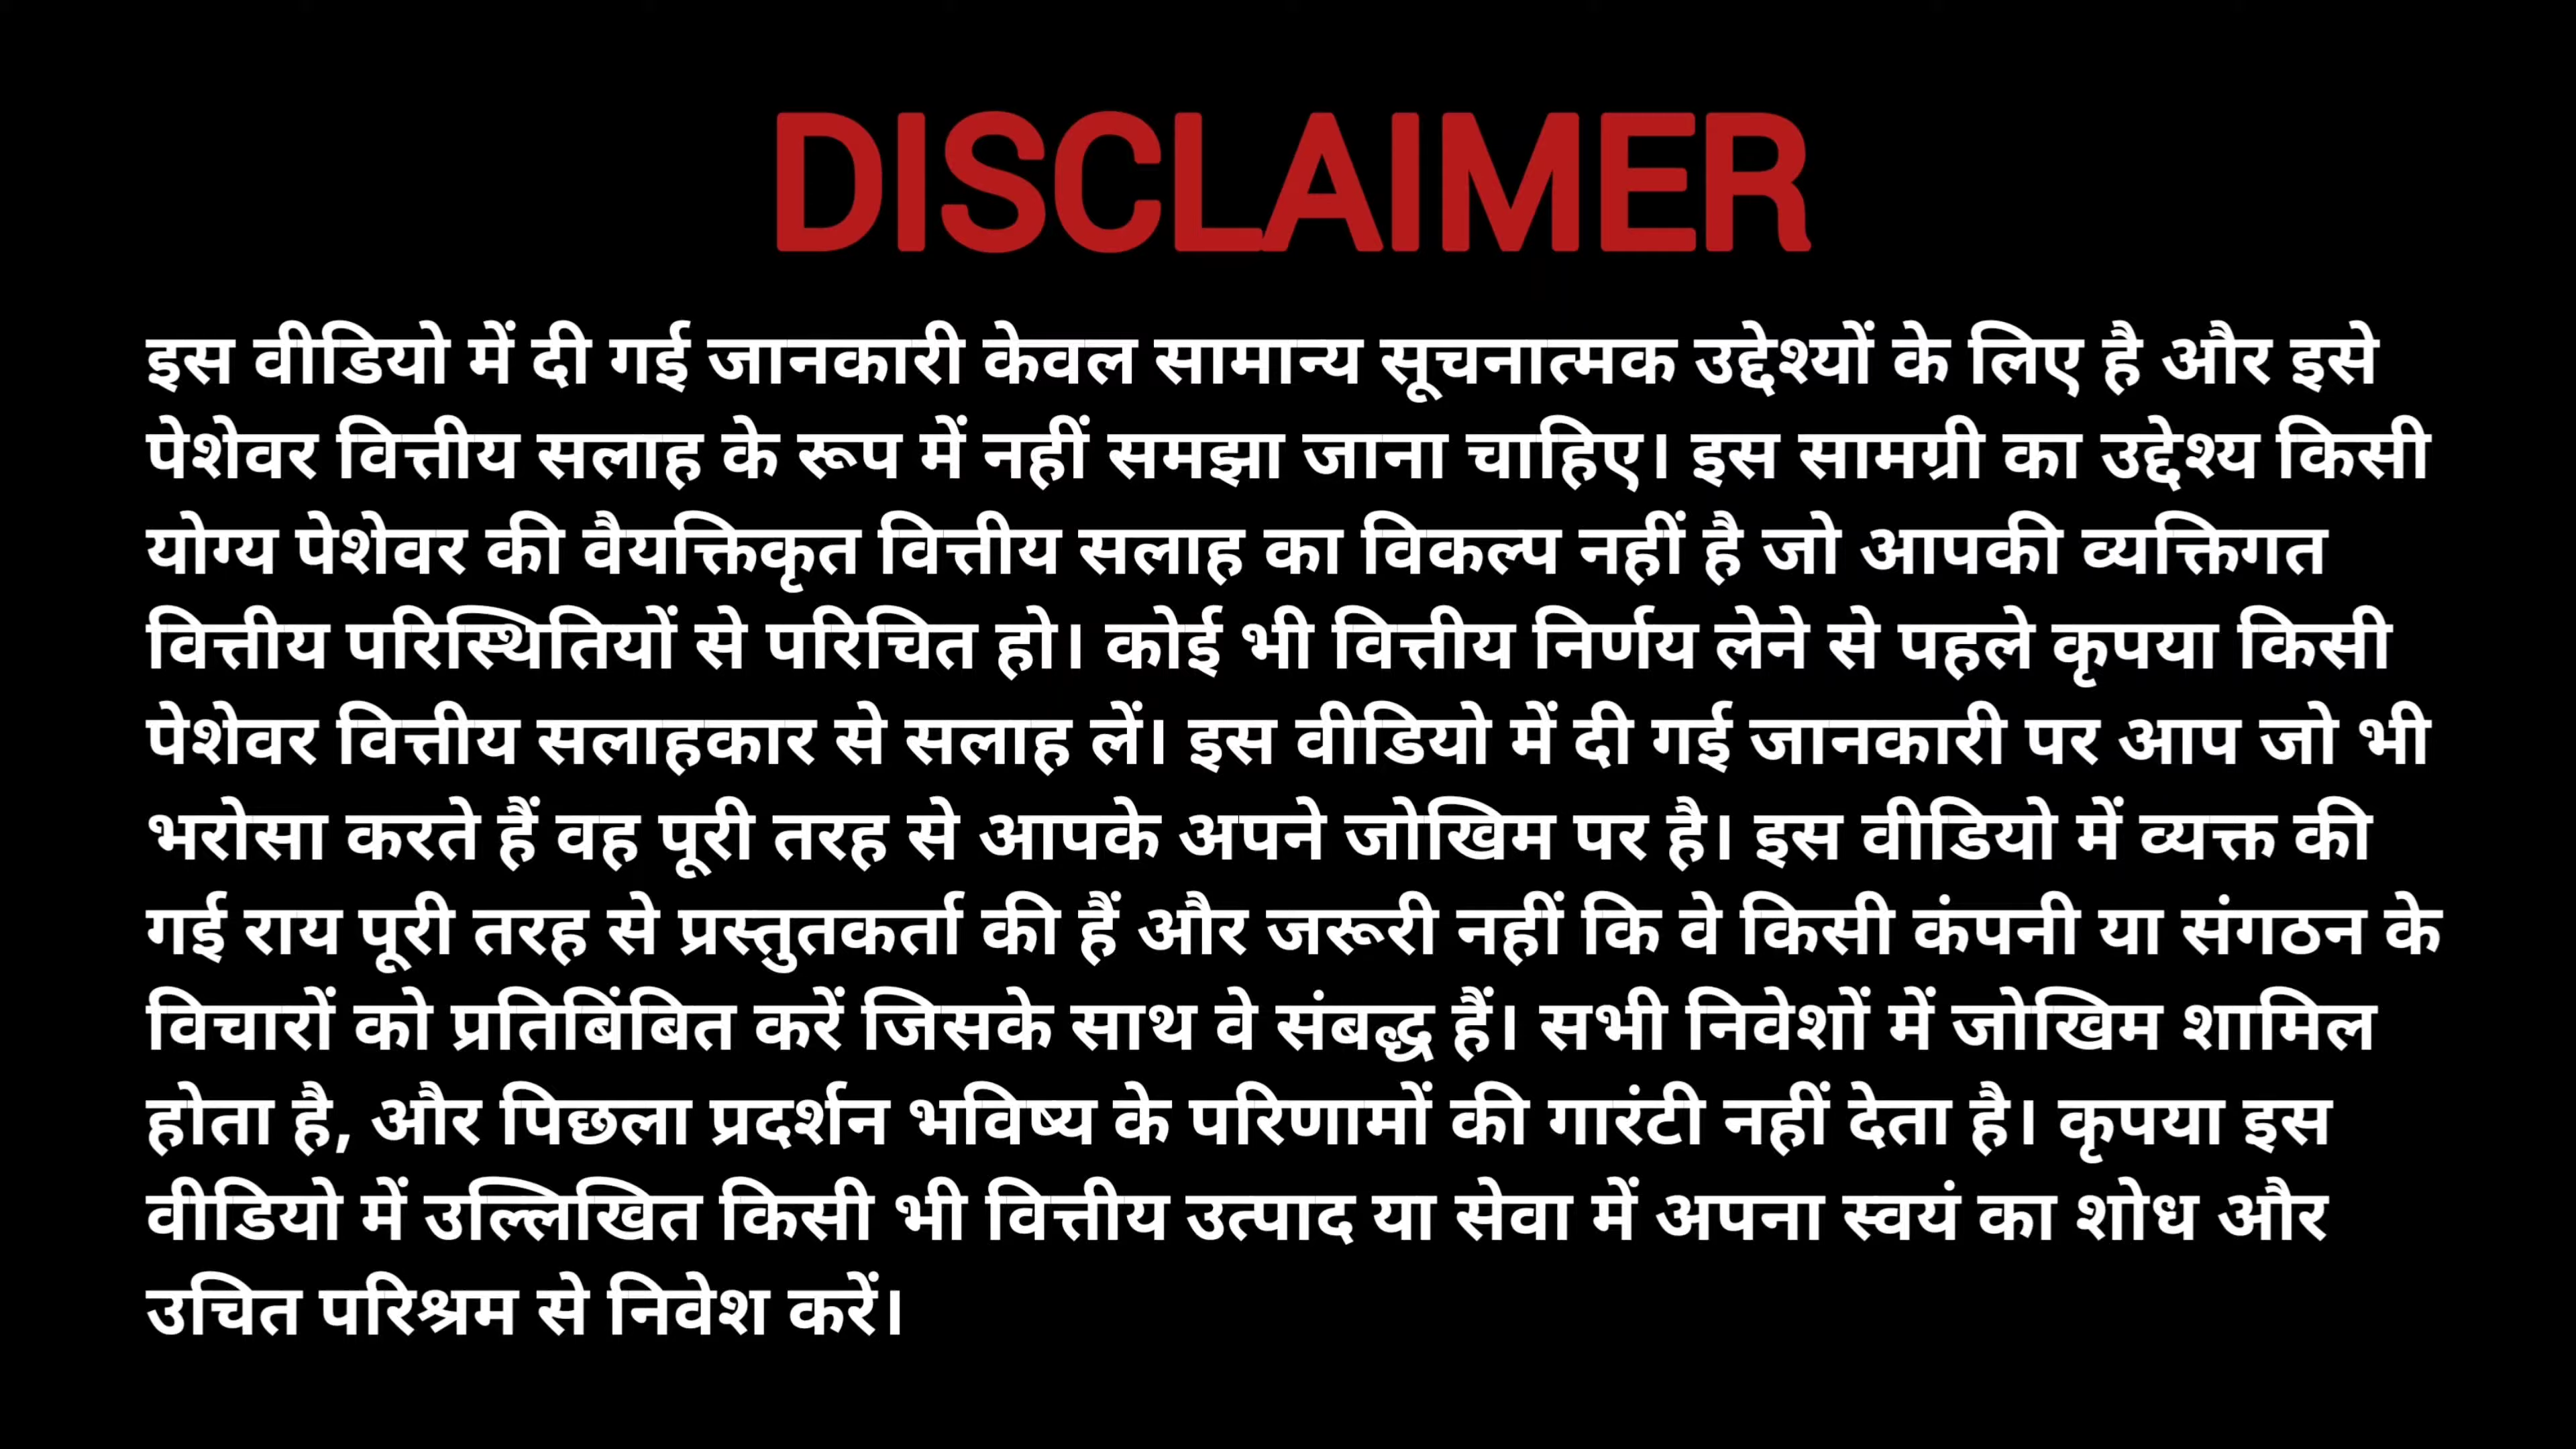 DISCLAIMER
इस वीडियो में दी गई जानकारी केवल सामान्य सूचनात्मक उद्देश्यों के लिए है और इसे
पेशेवर वित्तीय सलाह के रूप में नहीं समझा जाना चाहिए। इस सामग्री का उद्देश्य किसी
योग्य पेशेवर की वैयक्तिकृत वित्तीय सलाह का विकल्प नहीं है जो आपकी व्यक्तिगत
वित्तीय परिस्थितियों से परिचित हो। कोई भी वित्तीय निर्णय लेने से पहले कृपया किसी
पेशेवर वित्तीय सलाहकार से सलाह लें। इस वीडियो में दी गई जानकारी पर आप जो भी
भरोसा करते हैं वह पूरी तरह से आपके अपने जोखिम पर है। इस वीडियो में व्यक्त की
गई राय पूरी तरह से प्रस्तुतकर्ता की हैं और जरूरी नहीं कि वे किसी कंपनी या संगठन के
विचारों को प्रतिबिंबित करें जिसके साथ वे संबद्ध हैं। सभी निवेशों में जोखिम शामिल
होता है, और पिछला प्रदर्शन भविष्य के परिणामों की गारंटी नहीं देता है। कृपया इस
वीडियो में उल्लिखित किसी भी वित्तीय उत्पाद या सेवा में अपना स्वयं का शोध और
उचित परिश्रम से निवेश करें।